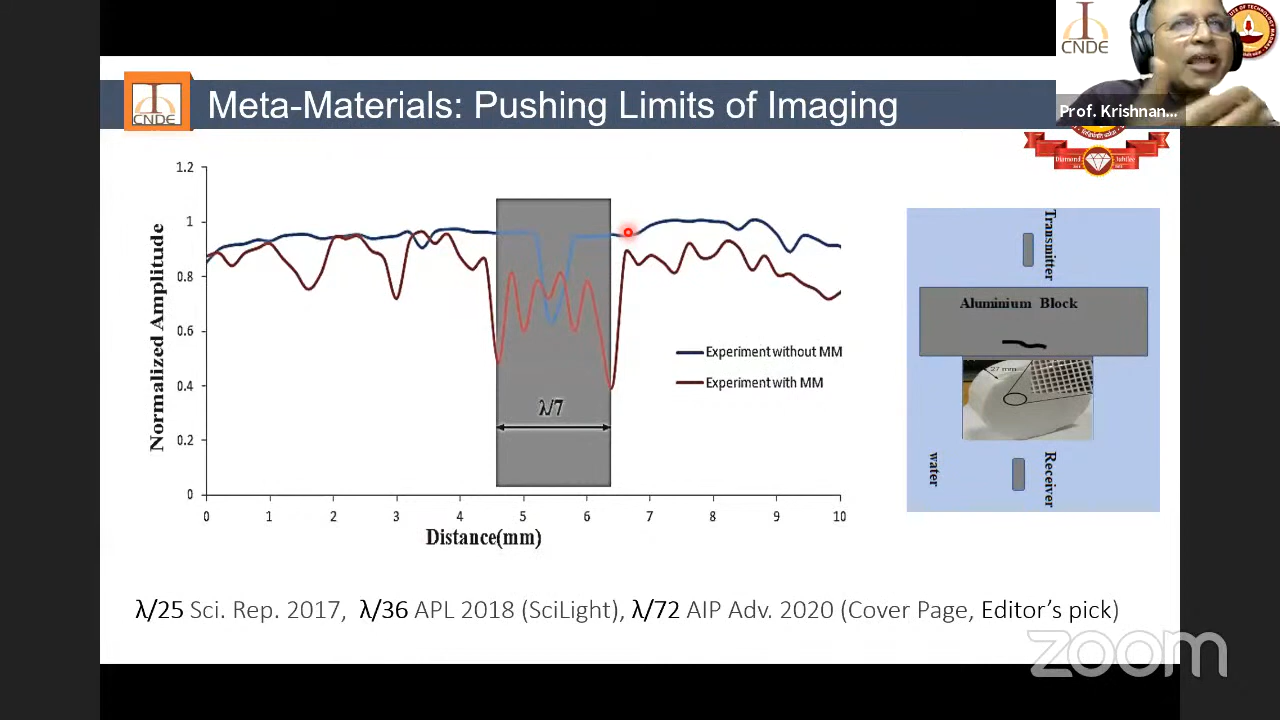 CNDE
Prof. Krishnan...
Diamond Jubilee
CNDE
Meta-Materials: Pushing Limits of Imaging
1.2
1
0.8
0.6
0.4
0.2
0
Normalized Amplitude
0 1 2 3 4 5 6 7 8 9 10
Distance(mm)
λ/7
Experiment without MM
Experiment with MM
Transmitter
Aluminium Block
27 mm
water
Receiver
λ/25 Sci. Rep. 2017, λ/36 APL 2018 (SciLight), λ/72 AIP Adv. 2020 (Cover Page, Editor's pick)
zoom